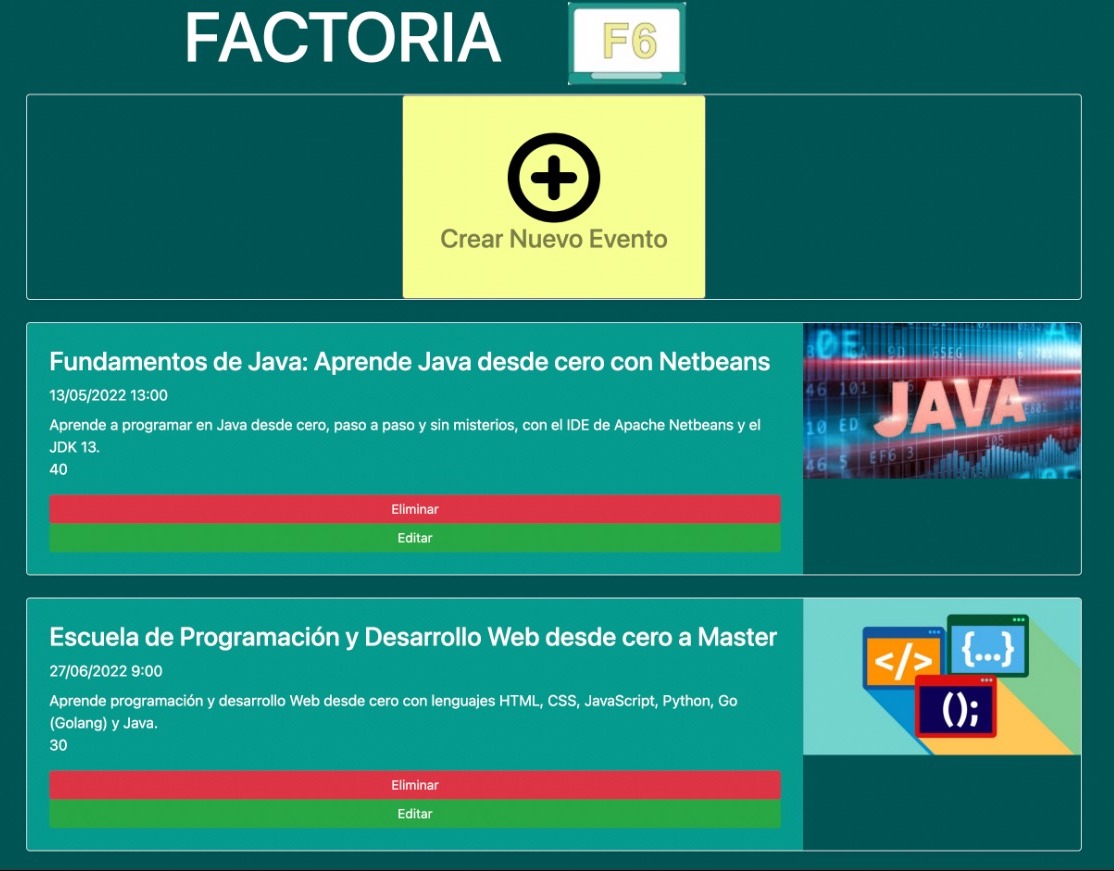 FACTORIA
F6
Crear Nuevo Evento
Fundamentos de Java: Aprende Java desde cero con Netbeans
13/05/2022 13:00
Aprende a programar en Java desde cero, paso a paso y sin misterios, con el IDE de Apache Netbeans y el
JDK 13.
40
Eliminar
Editar
JAVA
Escuela de Programación y Desarrollo Web desde cero a Master
27/06/2022 9:00
Aprende programación y desarrollo Web desde cero con lenguajes HTML, CSS, JavaScript, Python, Go
(Golang) y Java.
30
Eliminar
Editar
</>
{...}
();